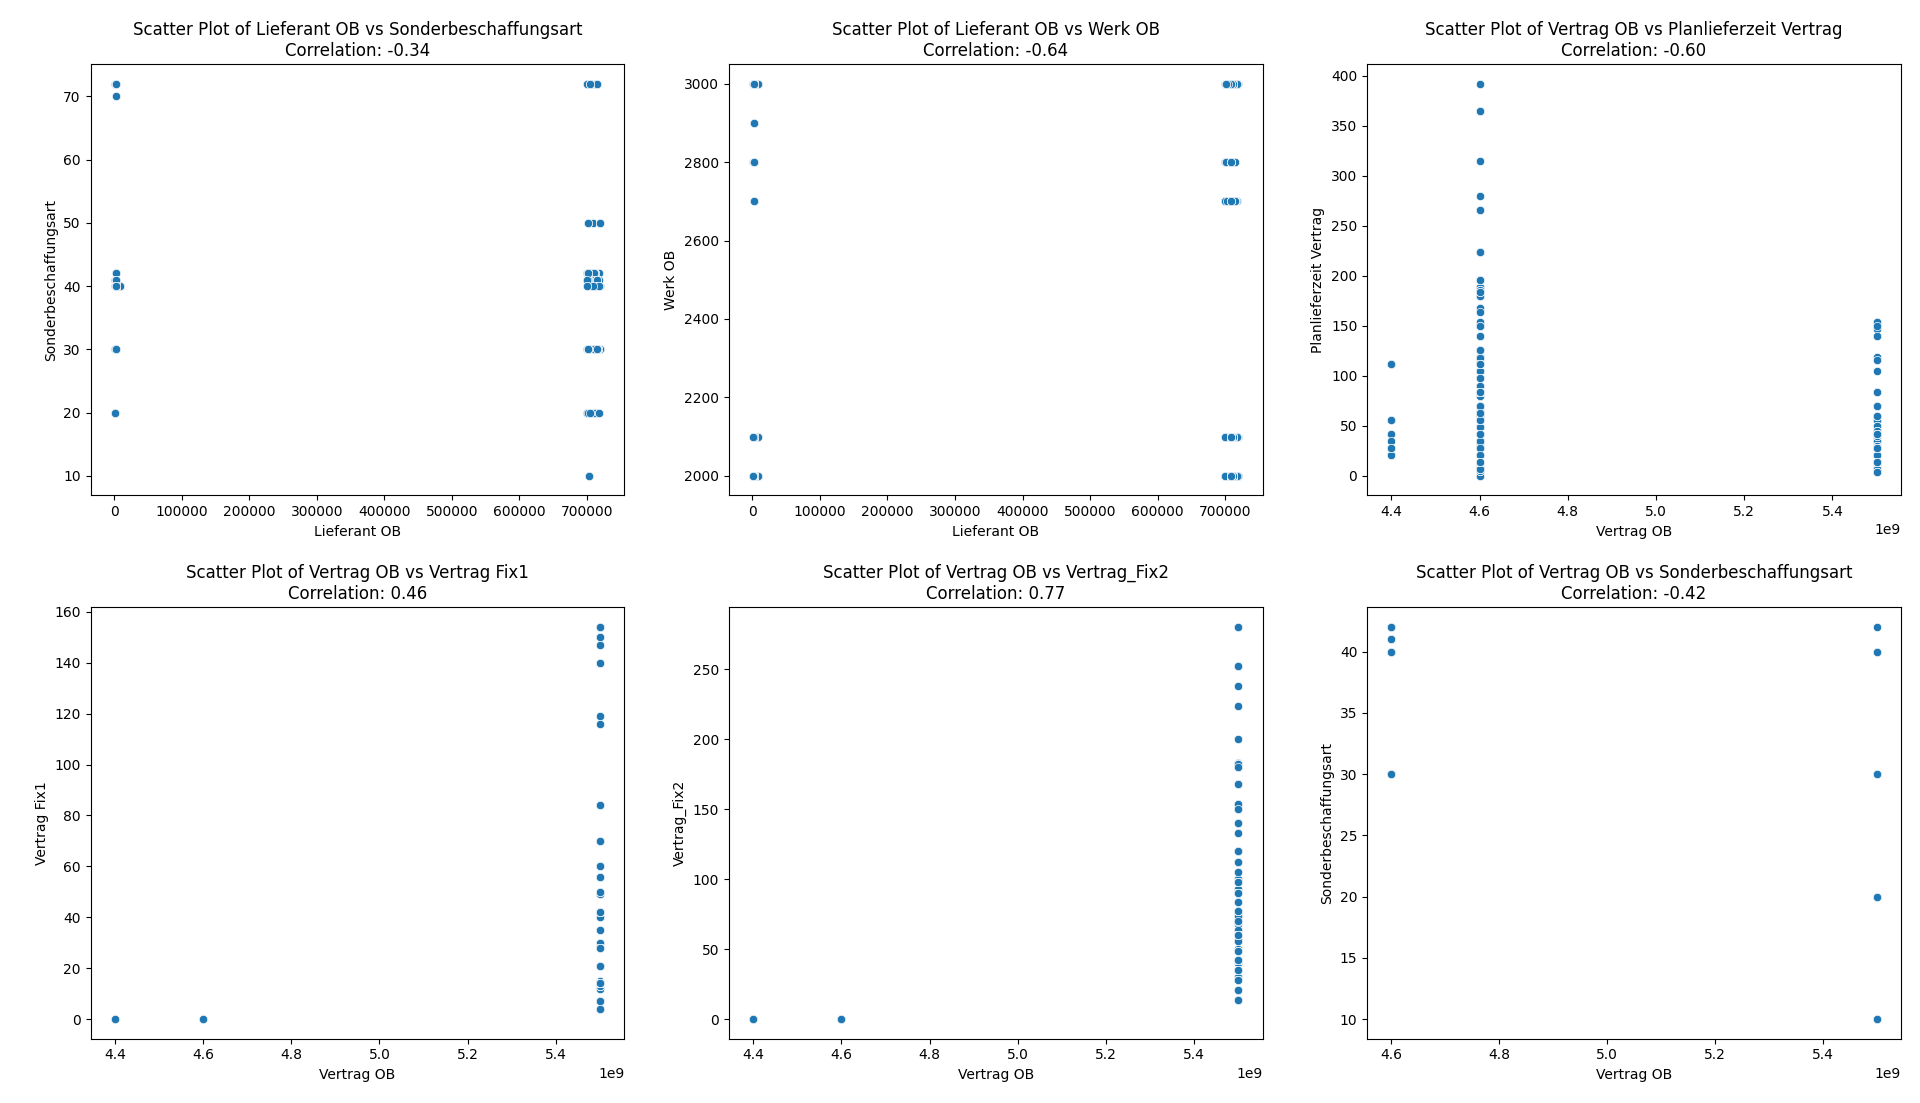 Scatter Plot of Lieferant OB vs Sonderbeschaffungsart
Correlation: -0.34
70
60
50
40
30
20
10
Sonderbeschaffungsart
0 100000 200000 300000 400000 500000 600000 700000
Lieferant OB
Scatter Plot of Lieferant OB vs Werk OB
Correlation: -0.64
3000
2800
2600
2400
2200
2000
Werk OB
0 100000 200000 300000 400000 500000 600000 700000
Lieferant OB
Scatter Plot of Vertrag OB vs Planlieferzeit Vertrag
Correlation: -0.60
400
350
300
250
200
150
100
50
0
Planlieferzeit Vertrag
4.4 4.6 4.8 5.0 5.2 5.4
1e9
Vertrag OB
Scatter Plot of Vertrag OB vs Vertrag Fix1
Correlation: 0.46
160
140
120
100
80
60
40
20
0
Vertrag Fix1
4.4 4.6 4.8 5.0 5.2 5.4
1e9
Vertrag OB
Scatter Plot of Vertrag OB vs Vertrag_Fix2
Correlation: 0.77
250
200
150
100
50
0
Vertrag_Fix2
4.4 4.6 4.8 5.0 5.2 5.4
1e9
Vertrag OB
Scatter Plot of Vertrag OB vs Sonderbeschaffungsart
Correlation: -0.42
40
35
30
25
20
15
10
Sonderbeschaffungsart
4.6 4.8 5.0 5.2 5.4
1e9
Vertrag OB